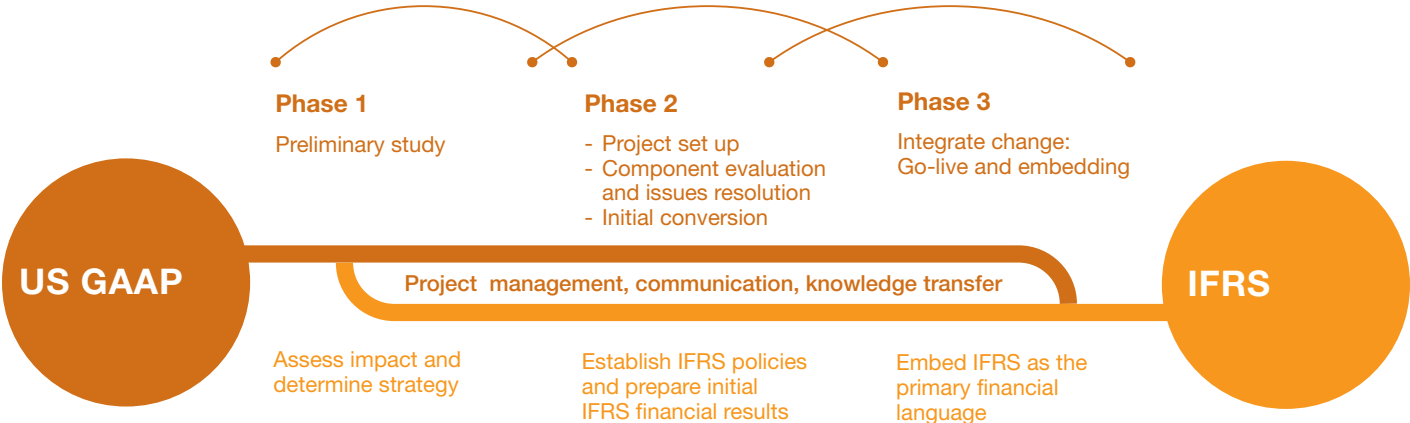 Phase 1
Preliminary study
Phase 2
- Project set up
- Component evaluation
and issues resolution
- Initial conversion
Phase 3
Integrate change:
Go-live and embedding
US GAAP
Project management, communication, knowledge transfer
IFRS
Assess impact and
determine strategy
Establish IFRS policies
and prepare initial
IFRS financial results
Embed IFRS as the
primary financial
language